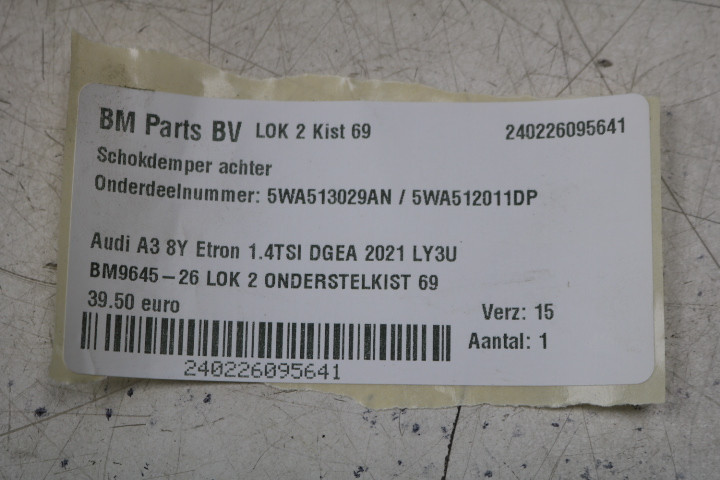 BM Parts BV LOK 2 Kist 69 240226095641
Schokdemper achter
Onderdeelnummer: 5WA513029AN / 5WA512011DP
Audi A3 8Y Etron 1.4TSI DGEA 2021 LY3U
BM9645-26 LOK 2 ONDERSTELKIST 69
39.50 euro Verz: 15
Aantal: 1
240226095641